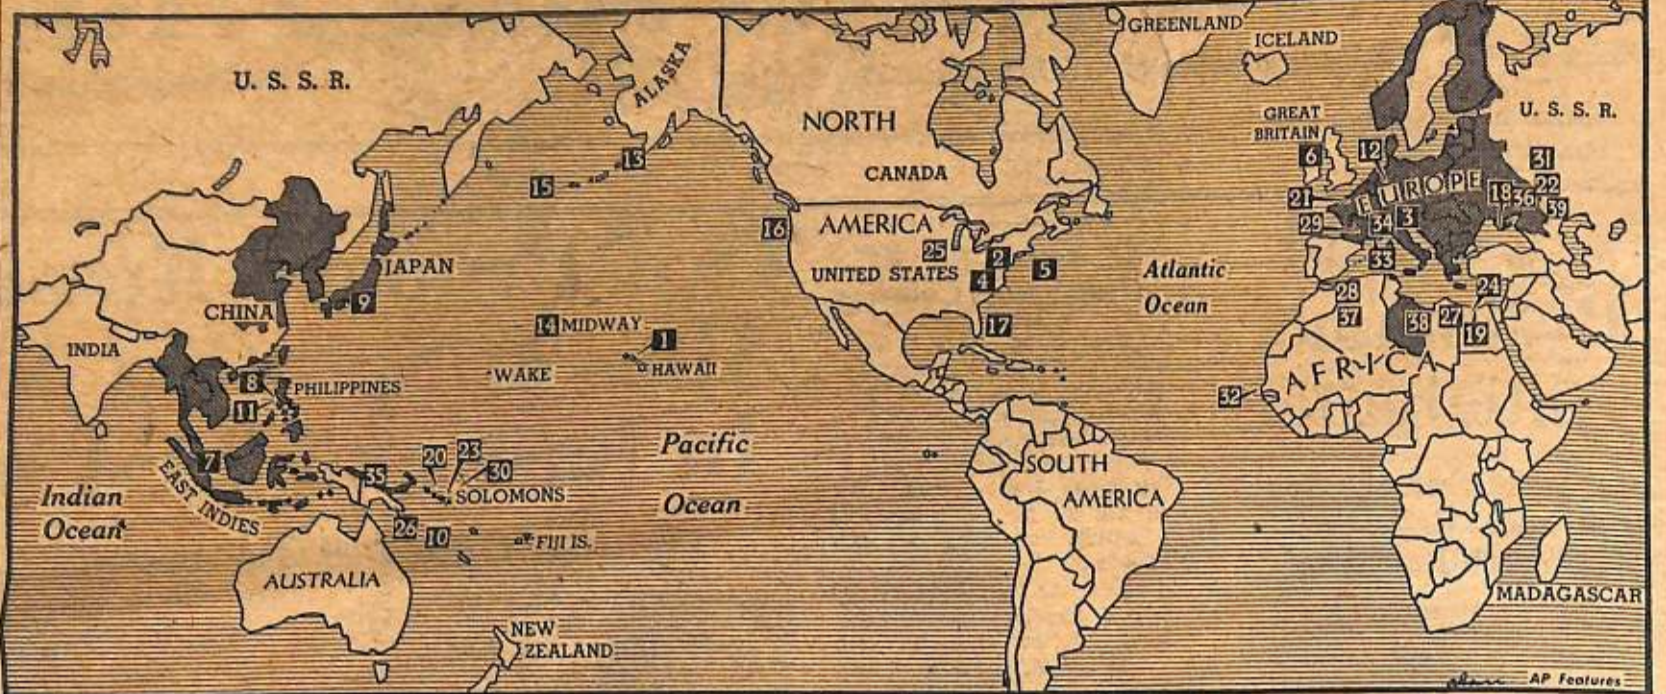 GREENLAND
ICELAND
U. S. S. R.
ALASKA
NORTH
GREAT
BRITAIN
U. S. S. R.
13
CANADA
6
12
31
15
21
EUROPE
18
36
22
39
16
AMERICA
29
34
3
25
2
JAPAN
UNITED STATES
4
5
Atlantic
Ocean
33
9
CHINA
28
24
37
38
27
19
14 MIDWAY
1
17
INDIA
WAKE
HAWAII
8
PHILIPPINES
AFRICA
11
32
7
EAST INDIES
Pacific
Ocean
20
23
30
35
SOLOMONS
SOUTH
AMERICA
Indian
Ocean
26
10
FIJI IS.
AUSTRALIA
MADAGASCAR
NEW
ZEALAND
AP Features